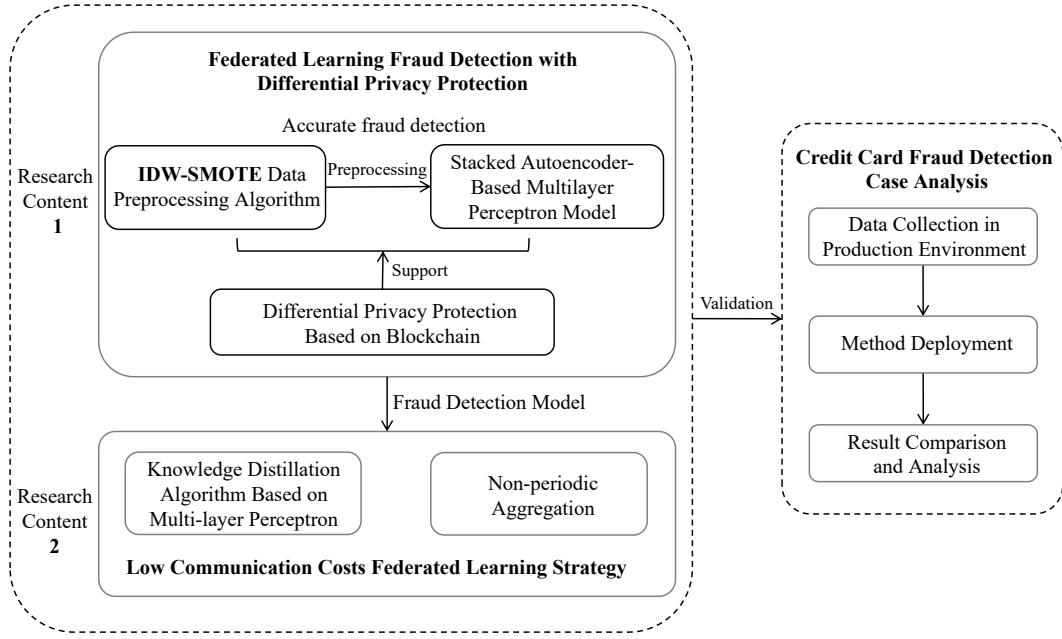 Federated Learning Fraud Detection with
Differential Privacy Protection
Accurate fraud detection
Research
Content
1
IDW-SMOTE Data
Preprocessing Algorithm
Preprocessing
Stacked Autoencoder-
Based Multilayer
Perceptron Model
Support
Differential Privacy Protection
Based on Blockchain
Fraud Detection Model
Research
Content
2
Knowledge Distillation
Algorithm Based on
Multi-layer Perceptron
Non-periodic
Aggregation
Low Communication Costs Federated Learning Strategy
Validation
Credit Card Fraud Detection
Case Analysis
Data Collection in
Production Environment
Method Deployment
Result Comparison
and Analysis